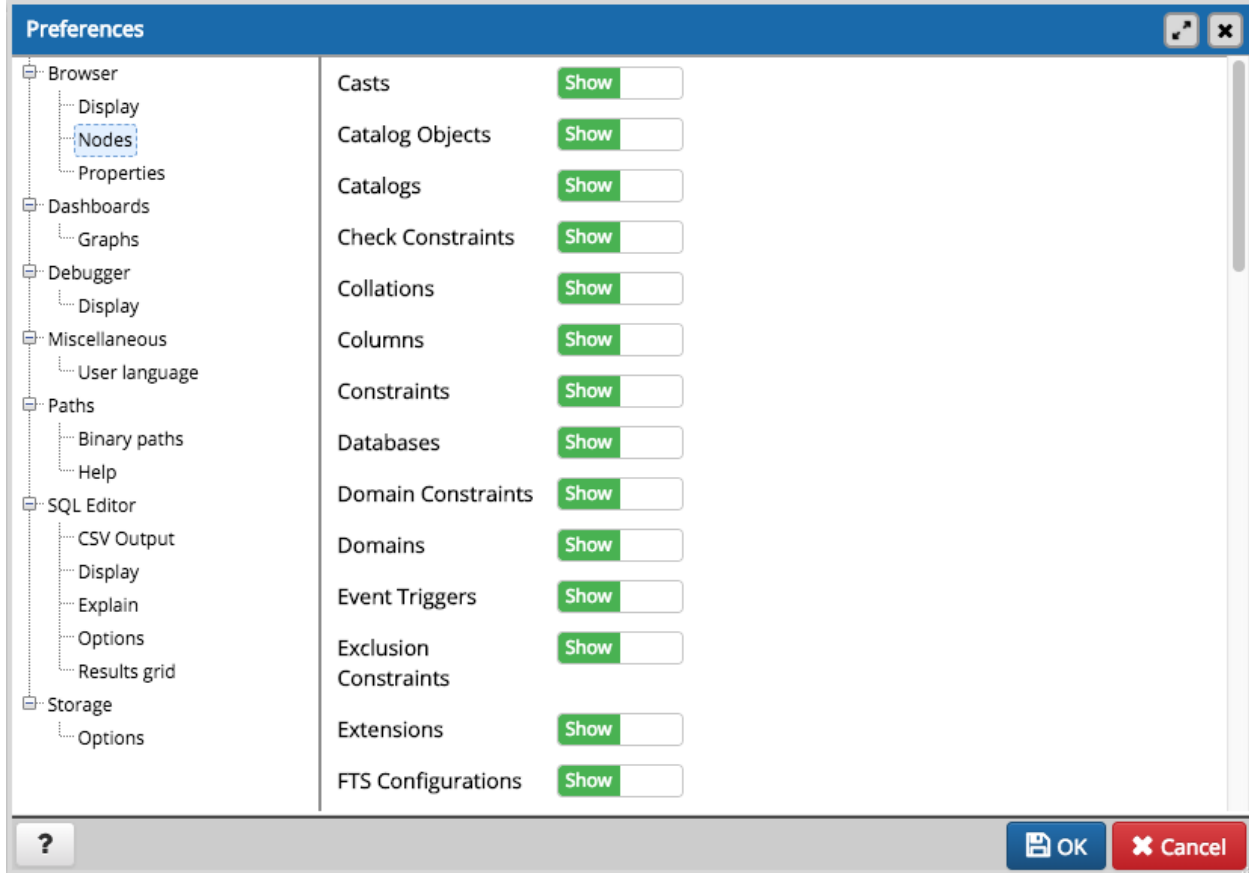 Preferences
Browser
Display
Nodes
Properties
Dashboards
Graphs
Debugger
Display
Miscellaneous
User language
Paths
Binary paths
Help
SQL Editor
CSV Output
Display
Explain
Options
Results grid
Storage
Options
Casts Show
Catalog Objects Show
Catalogs Show
Check Constraints Show
Collations Show
Columns Show
Constraints Show
Databases Show
Domain Constraints Show
Domains Show
Event Triggers Show
Exclusion Show
Constraints
Extensions Show
FTS Configurations Show
? OK Cancel